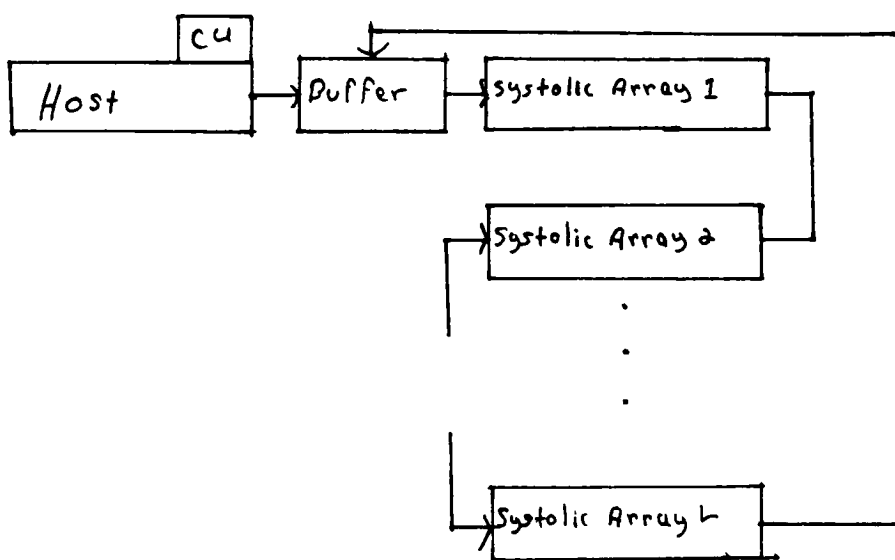 CU
Host
Buffer
Systolic Array 1
Systolic Array 2
Systolic Array L